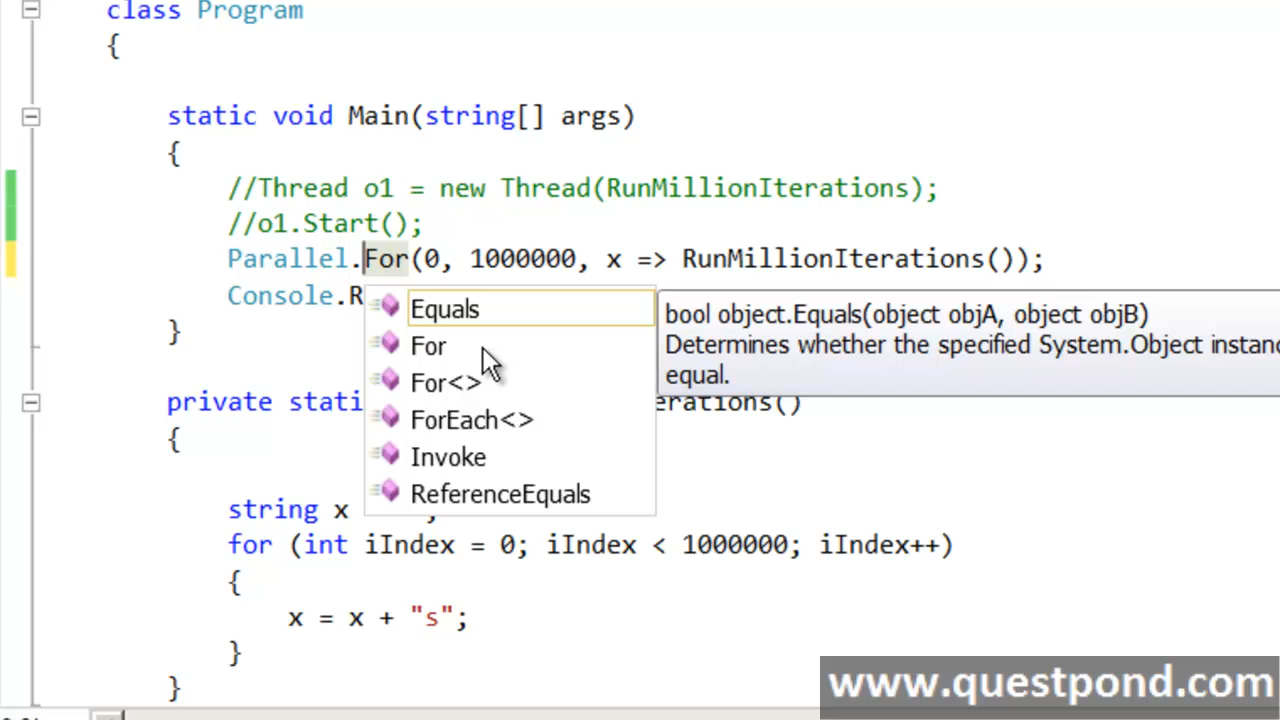 class Program
{
static void Main(string[] args)
{
//Thread o1 = new Thread(RunMillionIterations);
//o1.Start();
Parallel.For(0, 1000000, x => RunMillionIterations());
Console.R
Equals
For
For<>
ForEach<>
Invoke
ReferenceEquals
bool object.Equals(object objA, object objB)
Determines whether the specified System.Object instanc
equal.
}
private stati
erations()
{
string x
;
for (int iIndex = 0; iIndex < 1000000; iIndex++)
{
x = x + "s";
}
}
www.questpond.com